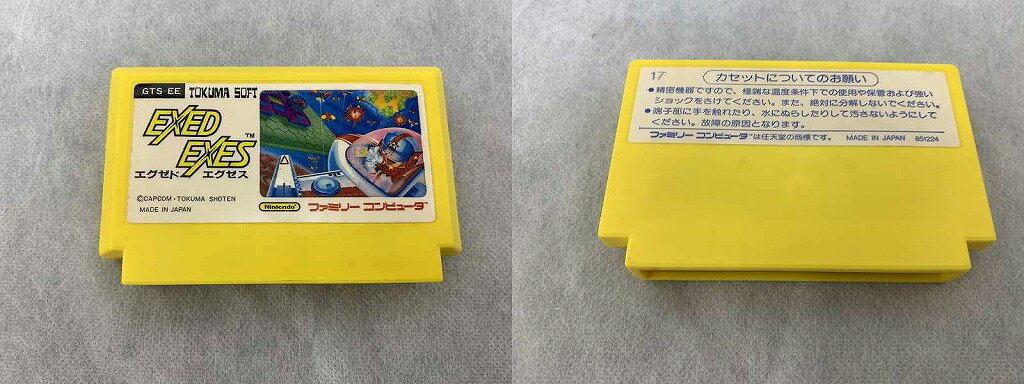 GTS-EE TOKUMA SOFT
EXED
EXES™
エグゼド エグゼス
©CAPCOM・TOKUMA SHOTEN
MADE IN JAPAN
Nintendo ファミリー コンピュータ
17 カセットについてのお願い
●精密機器ですので、極端な温度条件下での使用や保管および強い
ショックをさけてください。また、絶対に分解しないでください。
●端子部に手を触れたり、水にぬらしたりして汚さないようにして
ください。故障の原因となります。
ファミリー コンピュータ™は任天堂の商標です。 MADE IN JAPAN 851224